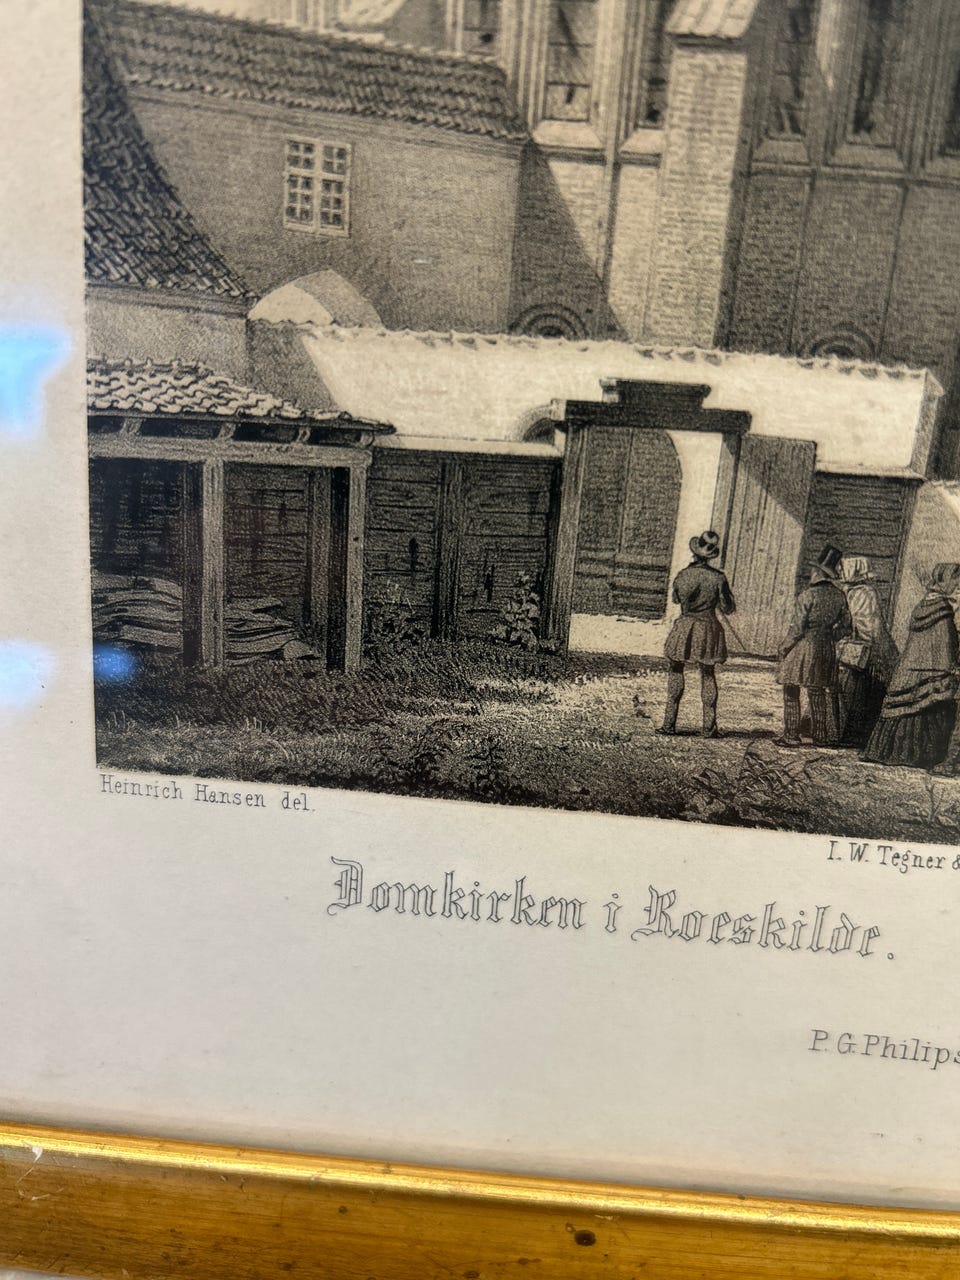 Heinrich Hansen del.
I. W. Tegner &
Domkirken i Roeskilde.
P. G. Philips